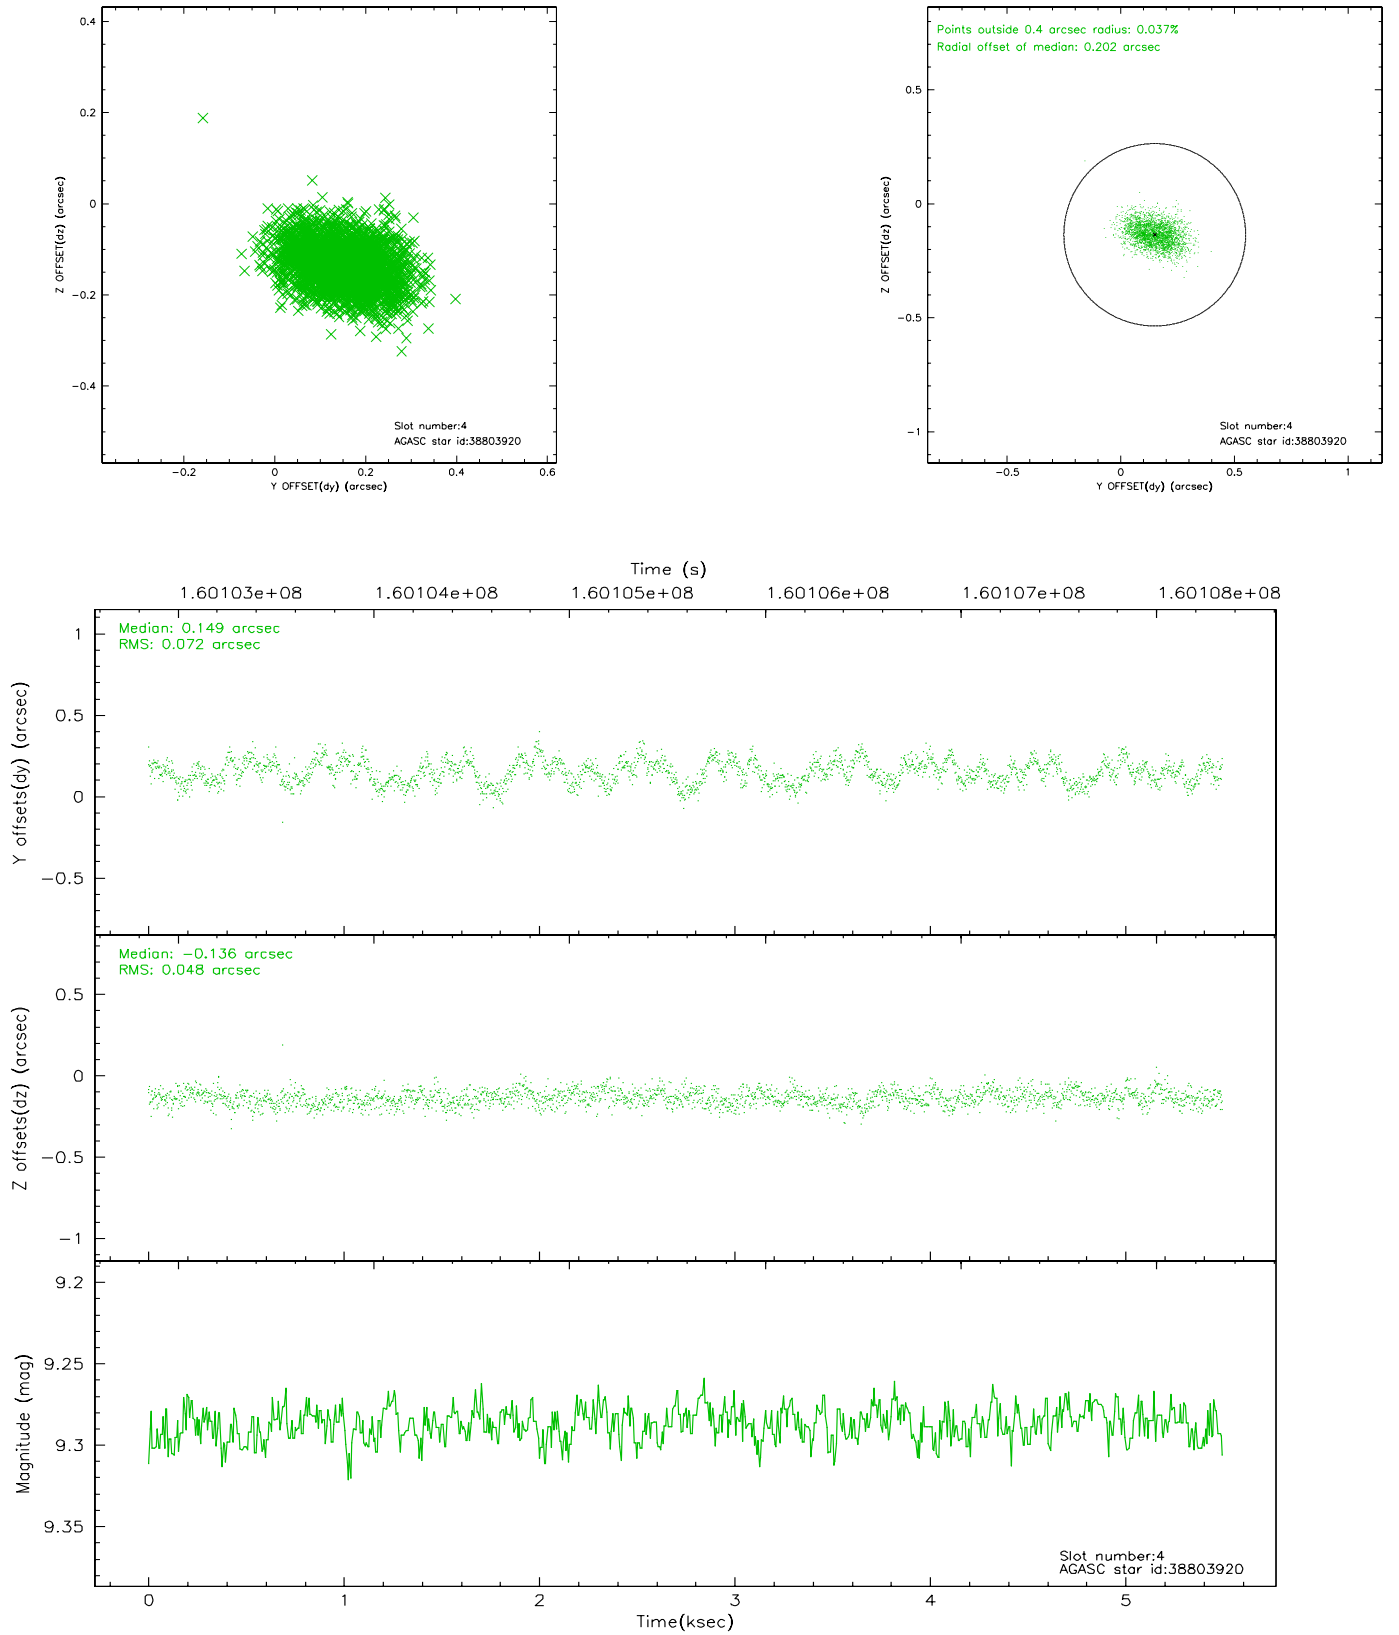 0.4
0.2
0
−0.2
−0.4
Z OFFSET(dz) (arcsec)
Slot number:4
AGASC star id:38803920
−0.2 0 0.2 0.4 0.6
Y OFFSET(dy) (arcsec)
Points outside 0.4 arcsec radius: 0.037%
Radial offset of median: 0.202 arcsec
0.5
0
−0.5
−1
Z OFFSET(dz) (arcsec)
Slot number:4
AGASC star id:38803920
−0.5 0 0.5 1
Y OFFSET(dy) (arcsec)
Time (s)
1.60103e+08 1.60104e+08 1.60105e+08 1.60106e+08 1.60107e+08 1.60108e+08
Median: 0.149 arcsec
RMS: 0.072 arcsec
1
0.5
0
−0.5
Y offsets(dy) (arcsec)
Median: −0.136 arcsec
RMS: 0.048 arcsec
0.5
0
−0.5
−1
Z offsets(dz) (arcsec)
9.2
9.25
9.3
9.35
Magnitude (mag)
Slot number:4
AGASC star id:38803920
0 1 2 3 4 5
Time(ksec)